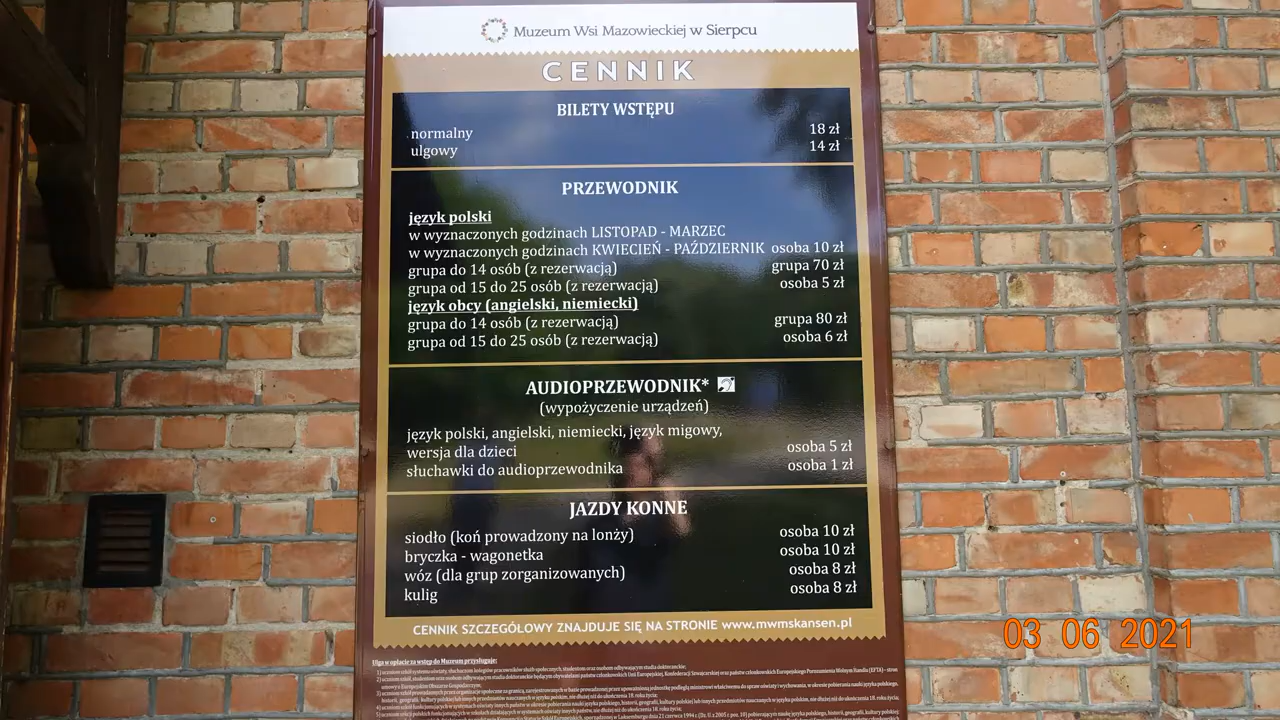 Muzeum Wsi Mazowieckiej w Sierpcu
CENNIK
BILETY WSTĘPU
normalny 18 zł
ulgowy 14 zł
PRZEWODNIK
język polski
w wyznaczonych godzinach LISTOPAD - MARZEC
w wyznaczonych godzinach KWIECIEŃ - PAŹDZIERNIK osoba 10 zł
grupa do 14 osób (z rezerwacją) grupa 70 zł
grupa od 15 do 25 osób (z rezerwacją) osoba 5 zł
język obcy (angielski, niemiecki)
grupa do 14 osób (z rezerwacją) grupa 80 zł
grupa od 15 do 25 osób (z rezerwacją) osoba 6 zł
AUDIOPRZEWODNIK*
(wypożyczenie urządzeń)
język polski, angielski, niemiecki, język migowy,
wersja dla dzieci osoba 5 zł
słuchawki do audioprzewodnika osoba 1 zł
JAZDY KONNE
siodło (koń prowadzony na lonży) osoba 10 zł
bryczka - wagonetka osoba 10 zł
wóz (dla grup zorganizowanych) osoba 8 zł
kulig osoba 8 zł
CENNIK SZCZEGÓŁOWY ZNAJDUJE SIĘ NA STRONIE www.mwmskansen.pl
Ulga w opłacie za wstęp do Muzeum przysługuje:
03 06 2021